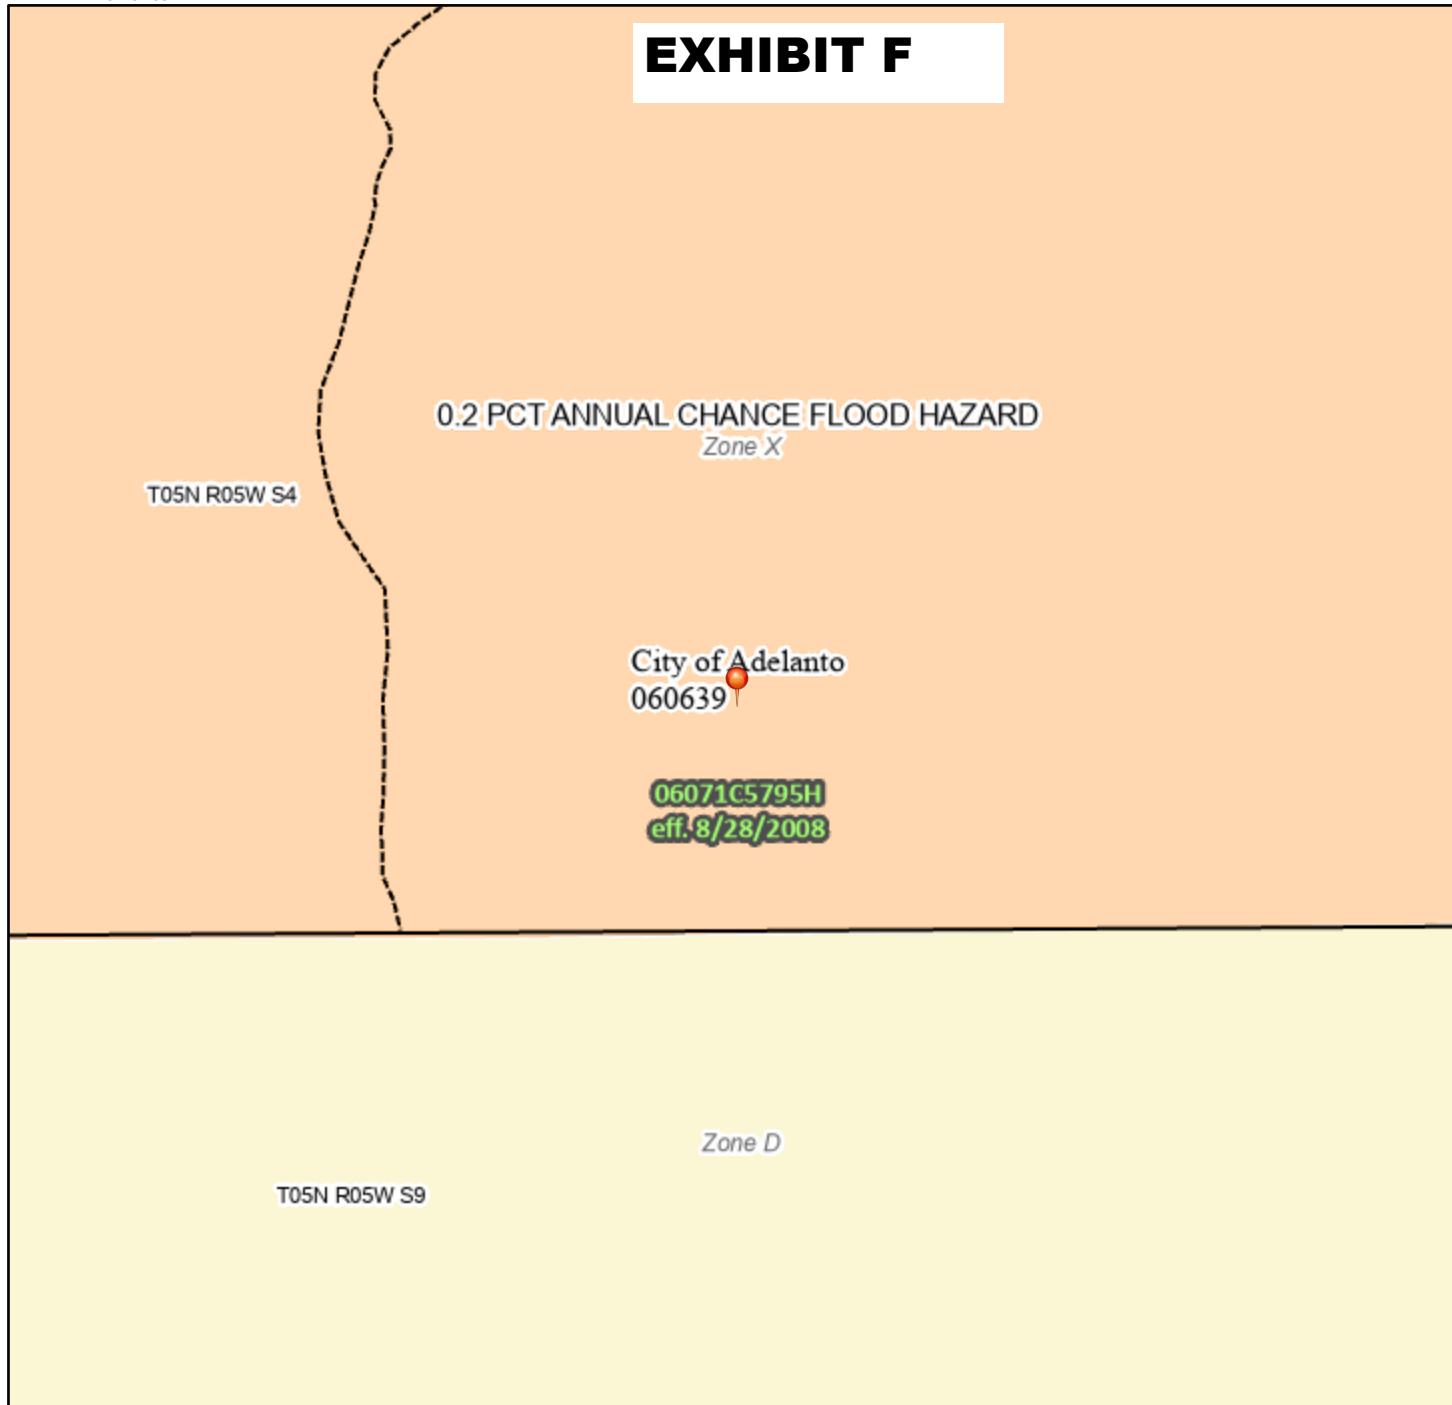 EXHIBIT F
0.2 PCT ANNUAL CHANCE FLOOD HAZARD
Zone X
T05N R05W S4
City of Adelanto
060639
06071C5795H
eff. 8/28/2008
Zone D
T05N R05W S9